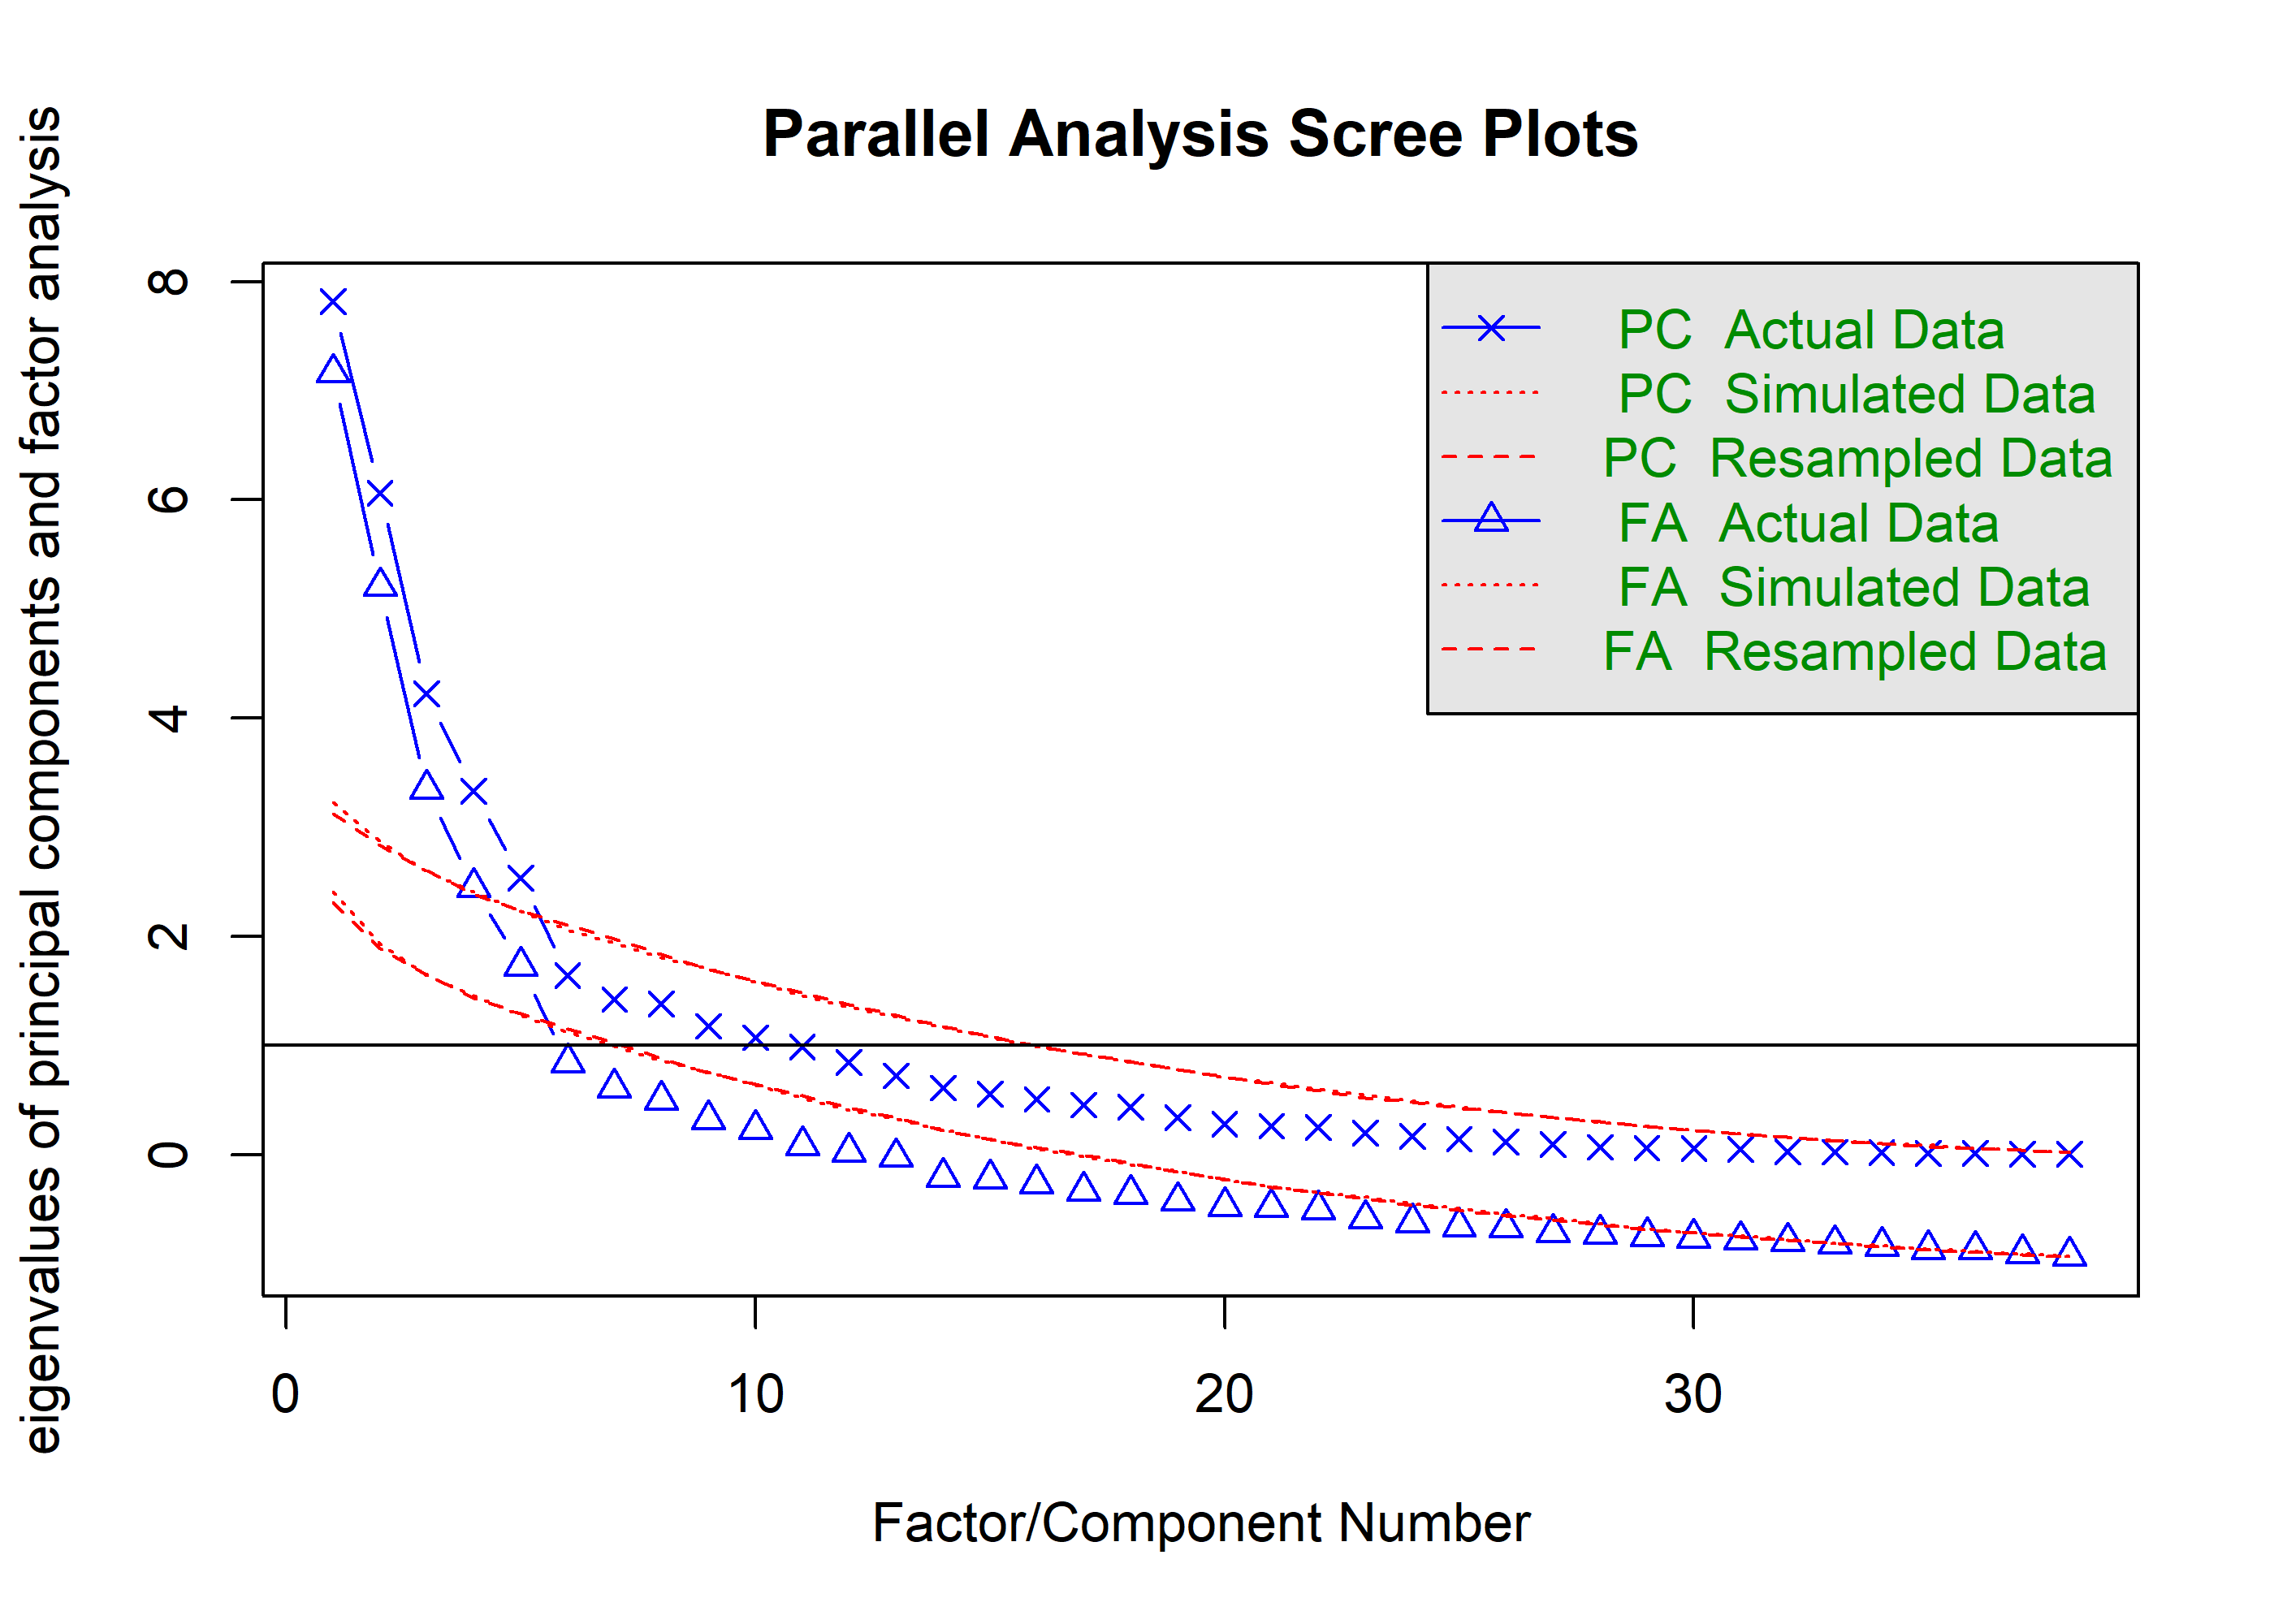 Parallel Analysis Scree Plots
eigenvalues of principal components and factor analysis
8
6
4
2
0
PC Actual Data
PC Simulated Data
PC Resampled Data
FA Actual Data
FA Simulated Data
FA Resampled Data
0 10 20 30
Factor/Component Number